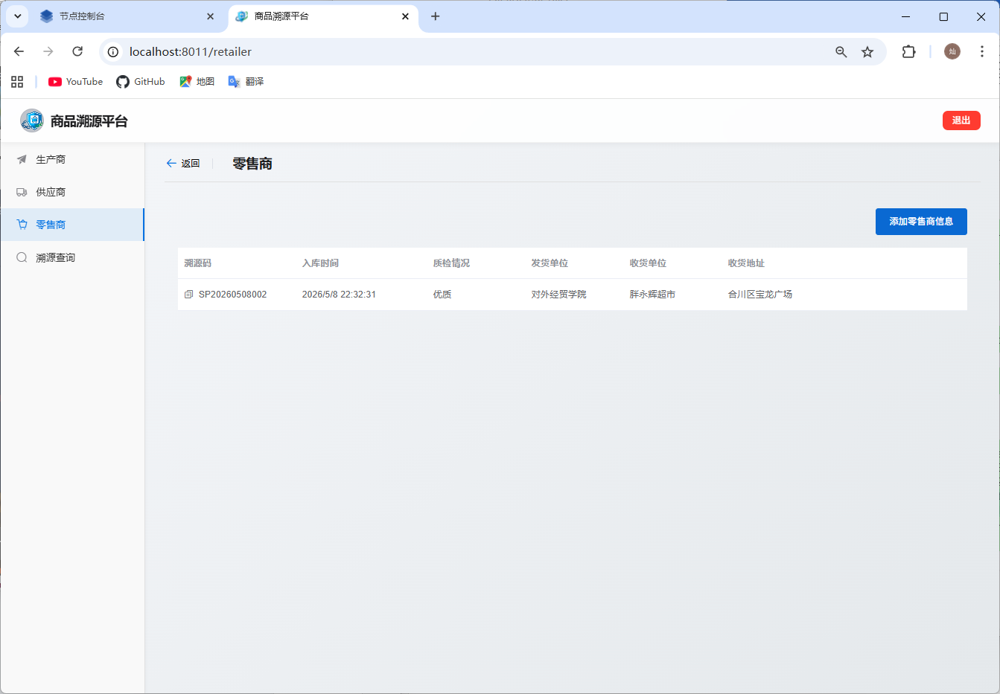 节点控制台
商品溯源平台
localhost:8011/retailer
灿
YouTube
GitHub
地图
翻译
商品溯源平台
退出
生产商
供应商
零售商
溯源查询
返回
零售商
添加零售商信息
溯源码 入库时间 质检情况 发货单位 收货单位 收货地址
SP20260508002 2026/5/8 22:32:31 优质 对外经贸学院 胖永辉超市 合川区宝龙广场